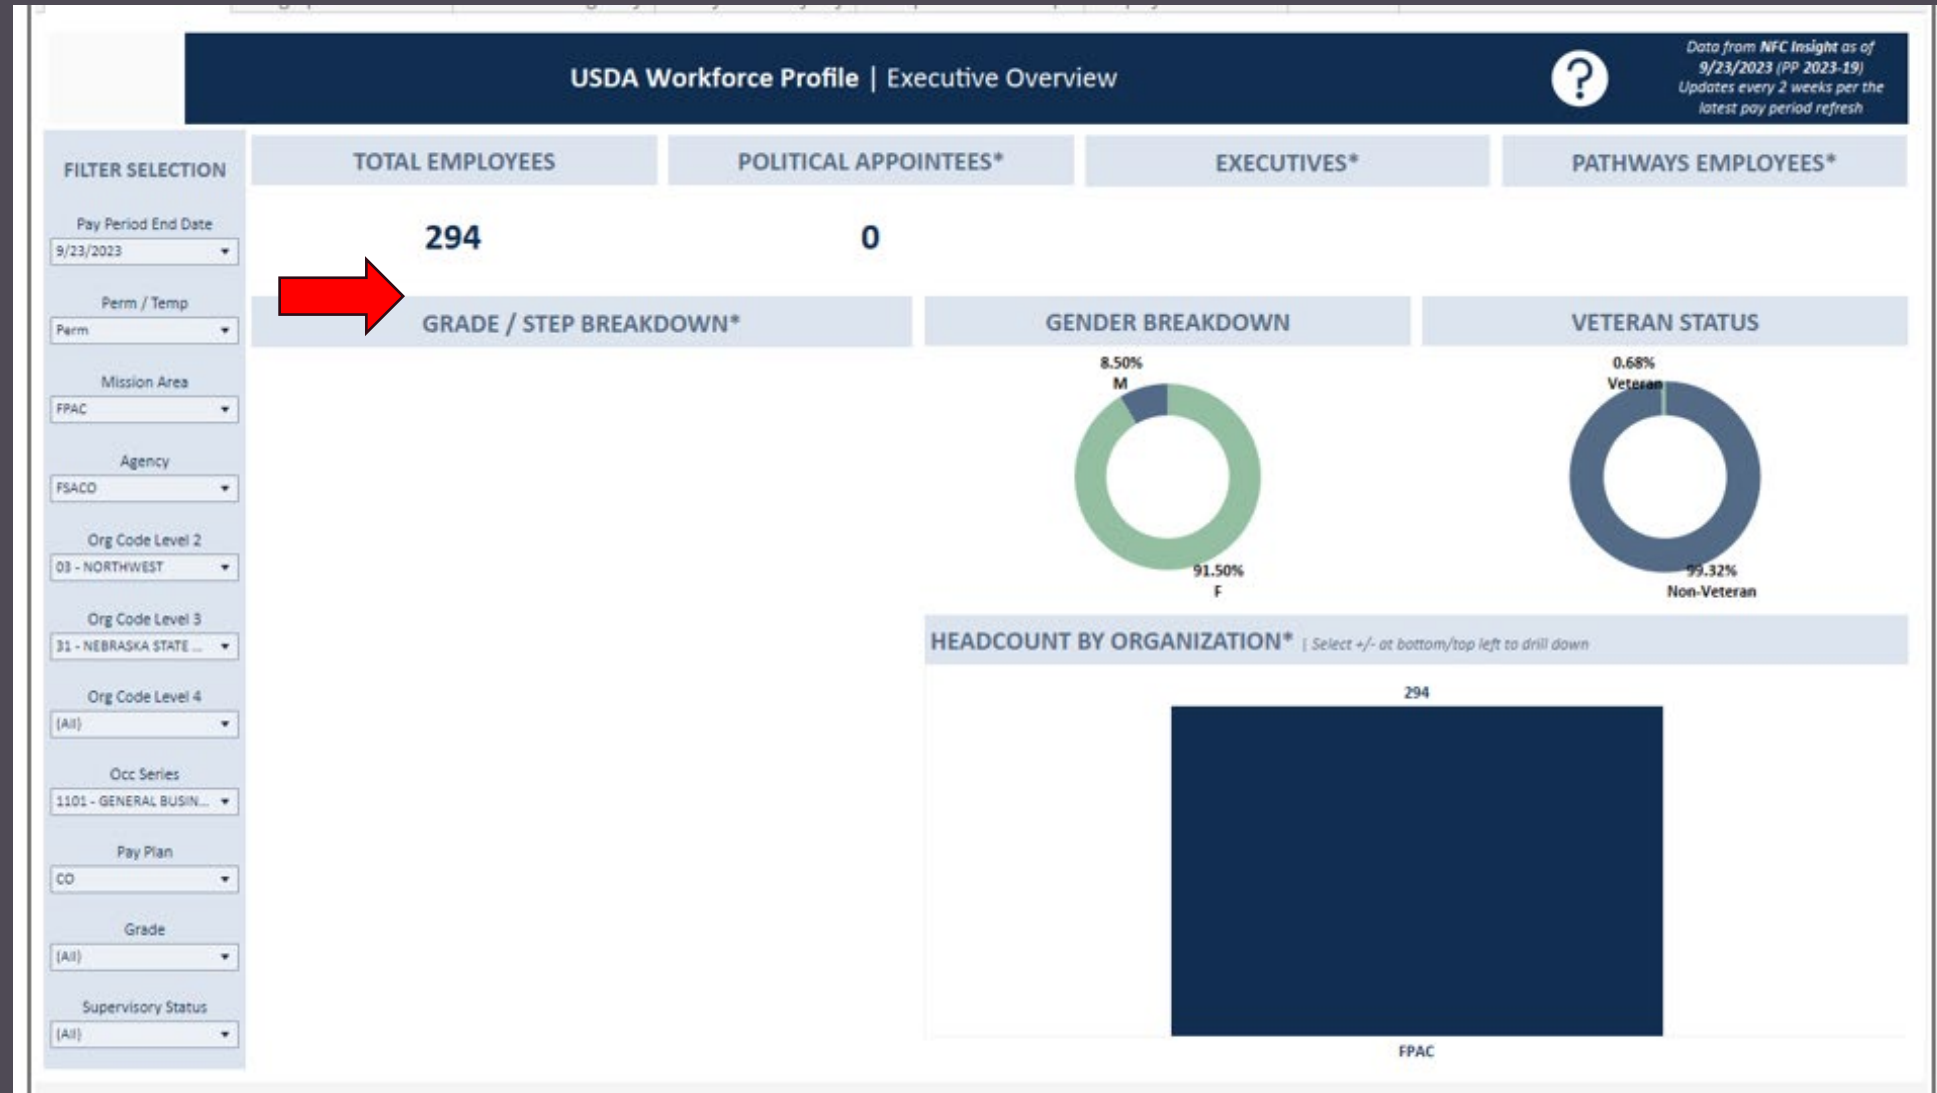 USDA Workforce Profile | Executive Overview
Data from NFC Insight as of
9/23/2023 (PP 2023-19)
Updates every 2 weeks per the
latest pay period refresh
FILTER SELECTION
Pay Period End Date
9/23/2023
Perm / Temp
Perm
Mission Area
FPAC
Agency
FSACO
Org Code Level 2
03 - NORTHWEST
Org Code Level 3
31 - NEBRASKA STATE ...
Org Code Level 4
(All)
Occ Series
1101 - GENERAL BUSIN...
Pay Plan
CO
Grade
(All)
Supervisory Status
(All)
TOTAL EMPLOYEES
294
POLITICAL APPOINTEES*
0
EXECUTIVES*
PATHWAYS EMPLOYEES*
GRADE / STEP BREAKDOWN*
GENDER BREAKDOWN
8.50%
M
91.50%
F
VETERAN STATUS
0.68%
Veteran
99.32%
Non-Veteran
HEADCOUNT BY ORGANIZATION* | Select +/- at bottom/top left to drill down
294
FPAC